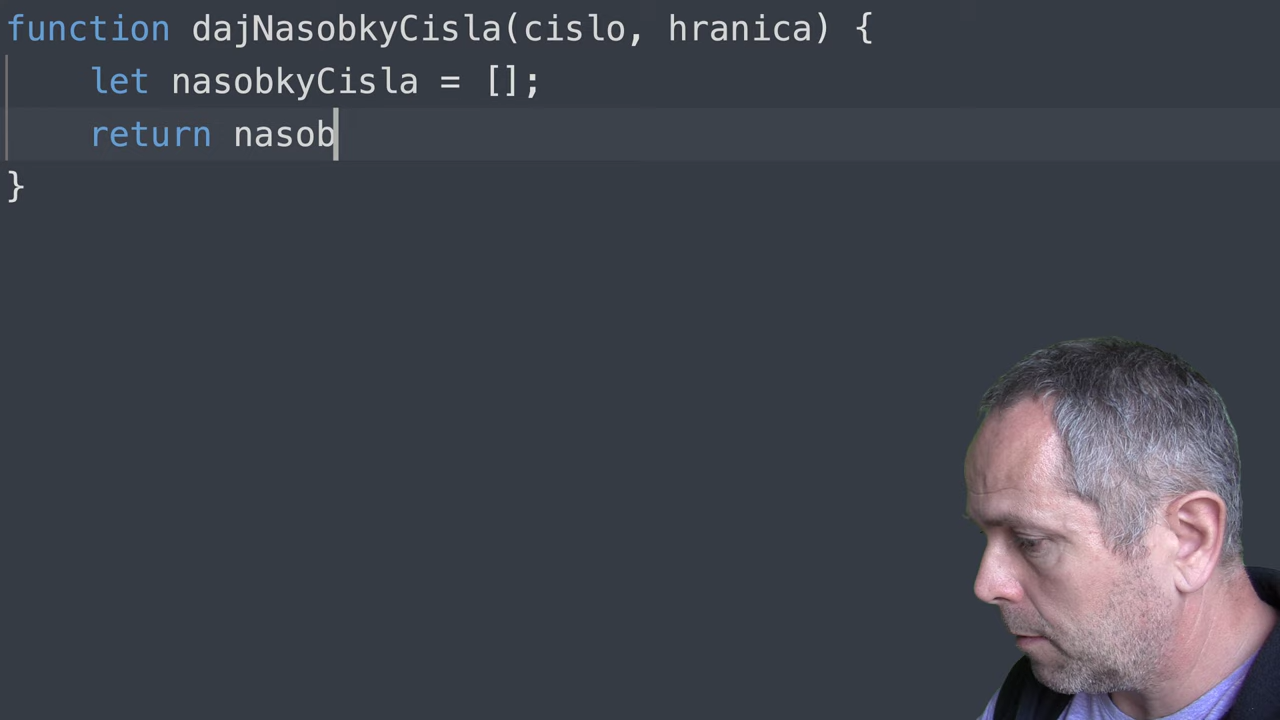 function dajNasobkyCisla(cislo, hranica) {
    let nasobkyCisla = [];
    return nasob
}